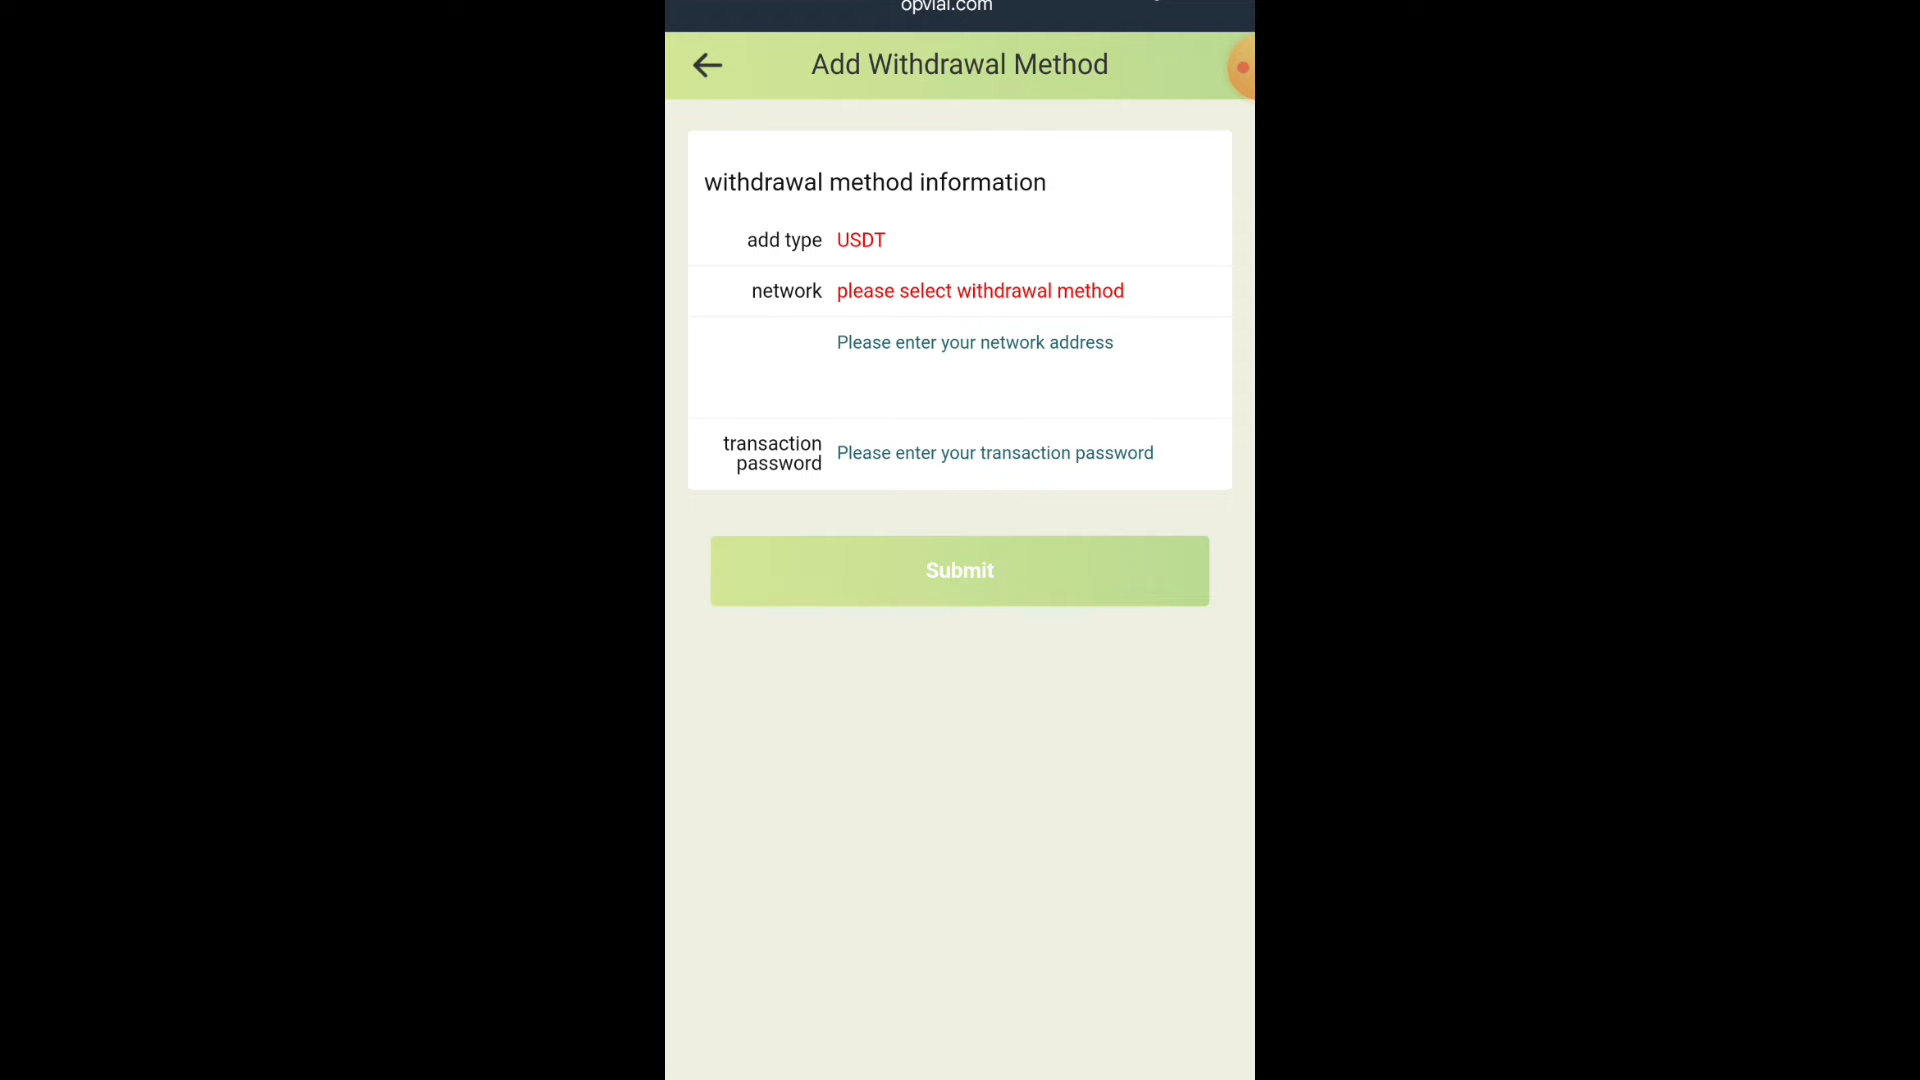 opvial.com
Add Withdrawal Method
withdrawal method information
add type USDT
network please select withdrawal method
Please enter your network address
transaction
password Please enter your transaction password
Submit